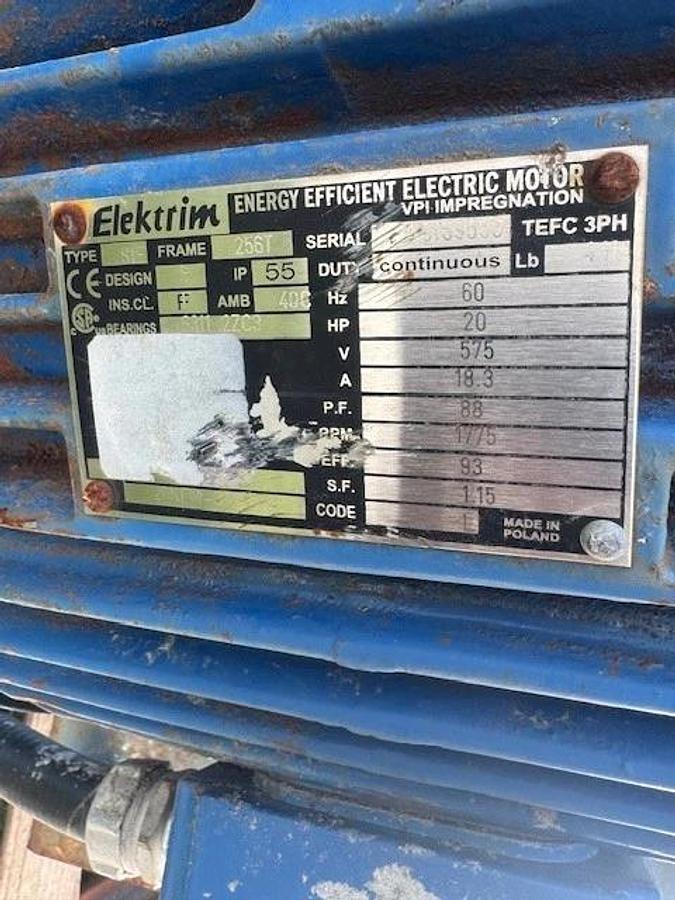 Elektrim ENERGY EFFICIENT ELECTRIC MOTOR
VPI IMPREGNATION
TYPE FRAME 256T SERIAL TEFC 3PH
CE DESIGN IP 55 DUTY continuous Lb
INS.CL. F AMB 40C Hz 60
BEARINGS HP 20
V 575
A 18.3
P.F. 88
RPM 1775
EFF. 93
S.F. 1.15
CODE
MADE IN
POLAND